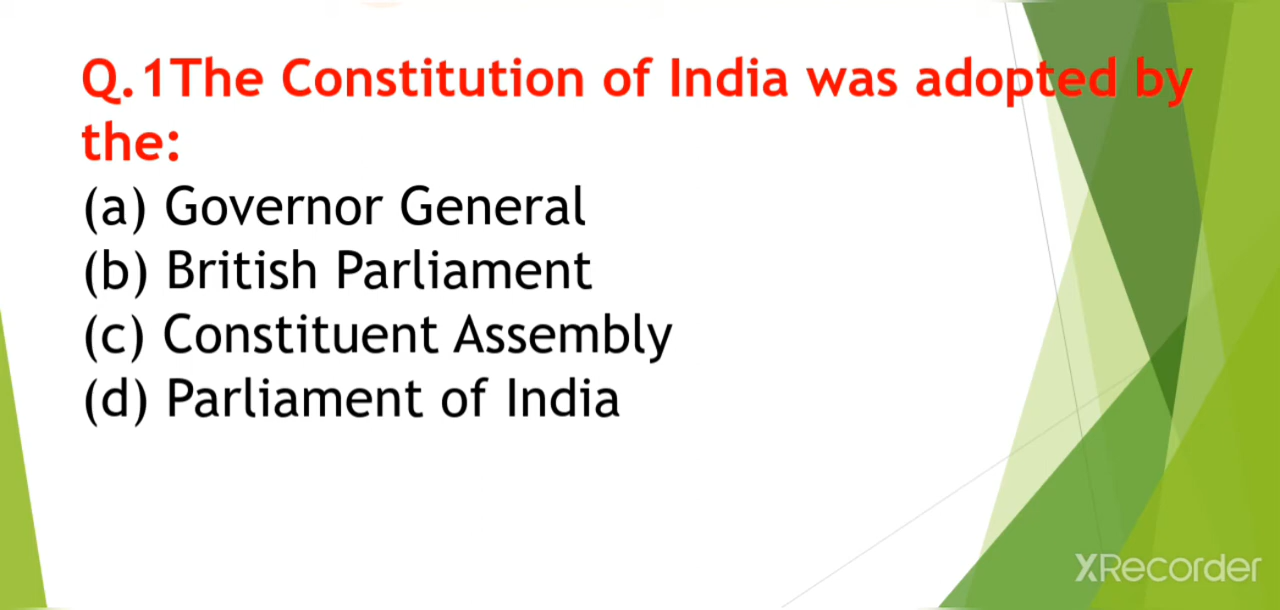 Q.1The Constitution of India was adopted by
the:
(a) Governor General
(b) British Parliament
(c) Constituent Assembly
(d) Parliament of India
XRecorder